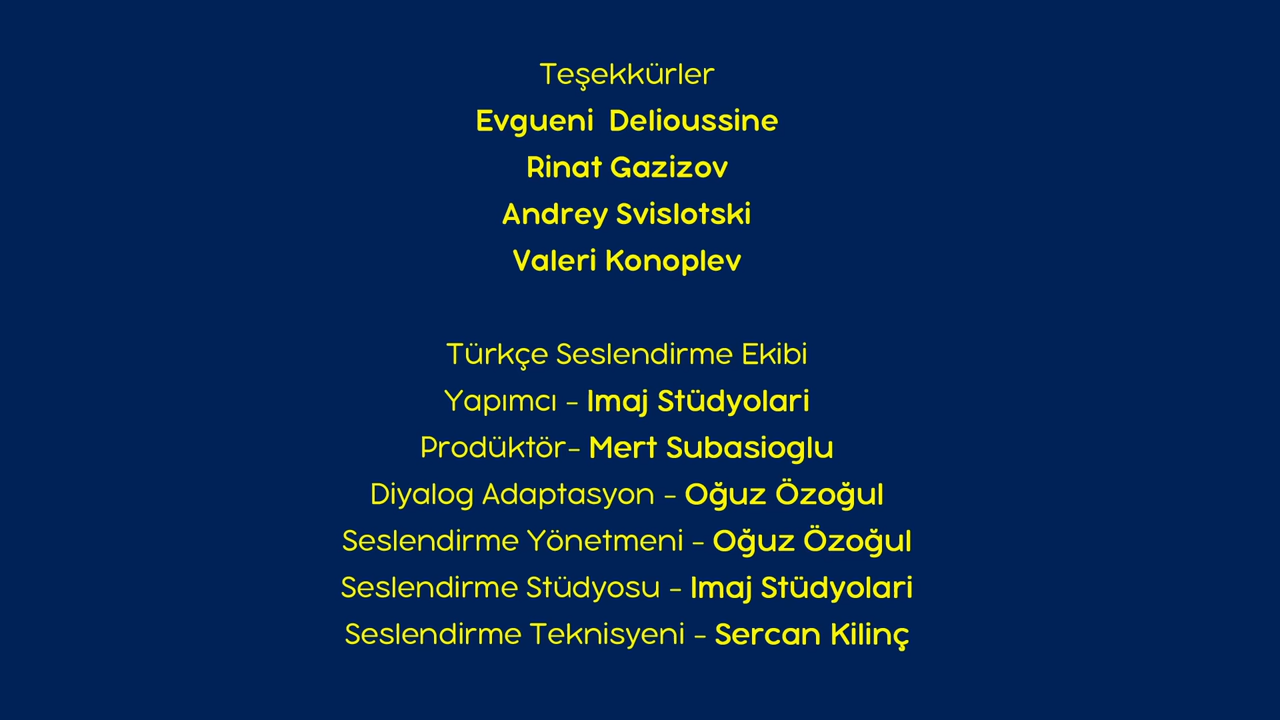 Teşekkürler
Evgueni  Delioussine
Rinat Gazizov
Andrey Svislotski
Valeri Konoplev
Türkçe Seslendirme Ekibi
Yapımcı - Imaj Stüdyolari
Prodüktör- Mert Subasioglu
Diyalog Adaptasyon - Oğuz Özoğul
Seslendirme Yönetmeni - Oğuz Özoğul
Seslendirme Stüdyosu - Imaj Stüdyolari
Seslendirme Teknisyeni - Sercan Kilinç